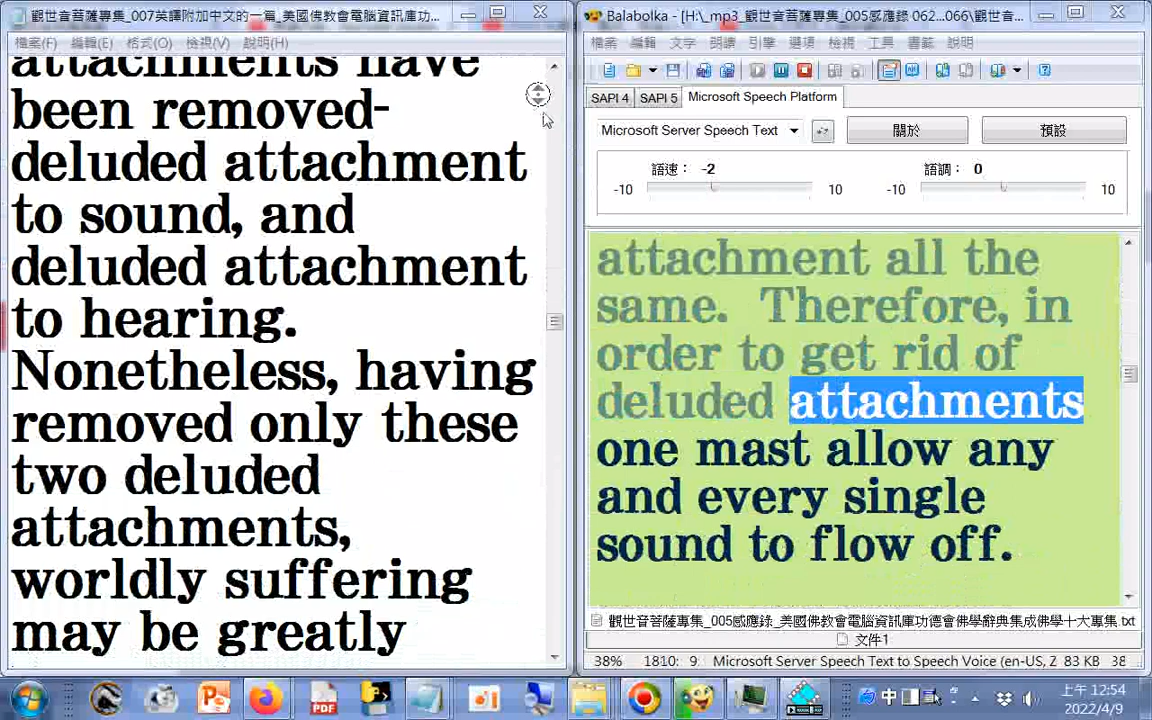 觀世音菩薩專集_007英譯附加中文的一篇_美國佛教會電腦資訊庫功...
檔案(F) 編輯(E) 格式(O) 檢視(V) 說明(H)
attachments have
been removed-
deluded attachment
to sound, and
deluded attachment
to hearing.
Nonetheless, having
removed only these
two deluded
attachments,
worldly suffering
may be greatly
Balabolka - [H:\_mp3_觀世音菩薩專集_005感應錄 062...066\觀世音...
檔案 編輯 文字 朗讀 引擎 選項 檢視 工具 書籤 說明
SAPI 4 SAPI 5 Microsoft Speech Platform
Microsoft Server Speech Text 關於 預設
語速： -2 語調： 0
-10 10 -10 10
attachment all the
same. Therefore, in
order to get rid of
deluded attachments
one mast allow any
and every single
sound to flow off.
觀世音菩薩專集_005感應錄_美國佛教會電腦資訊庫功德會佛學辭典集成佛學十大專集 txt
文件1
38% 1810: 9 Microsoft Server Speech Text to Speech Voice (en-US, Z 83 KB 38
PDF 中 上午 12:54
2022/4/9